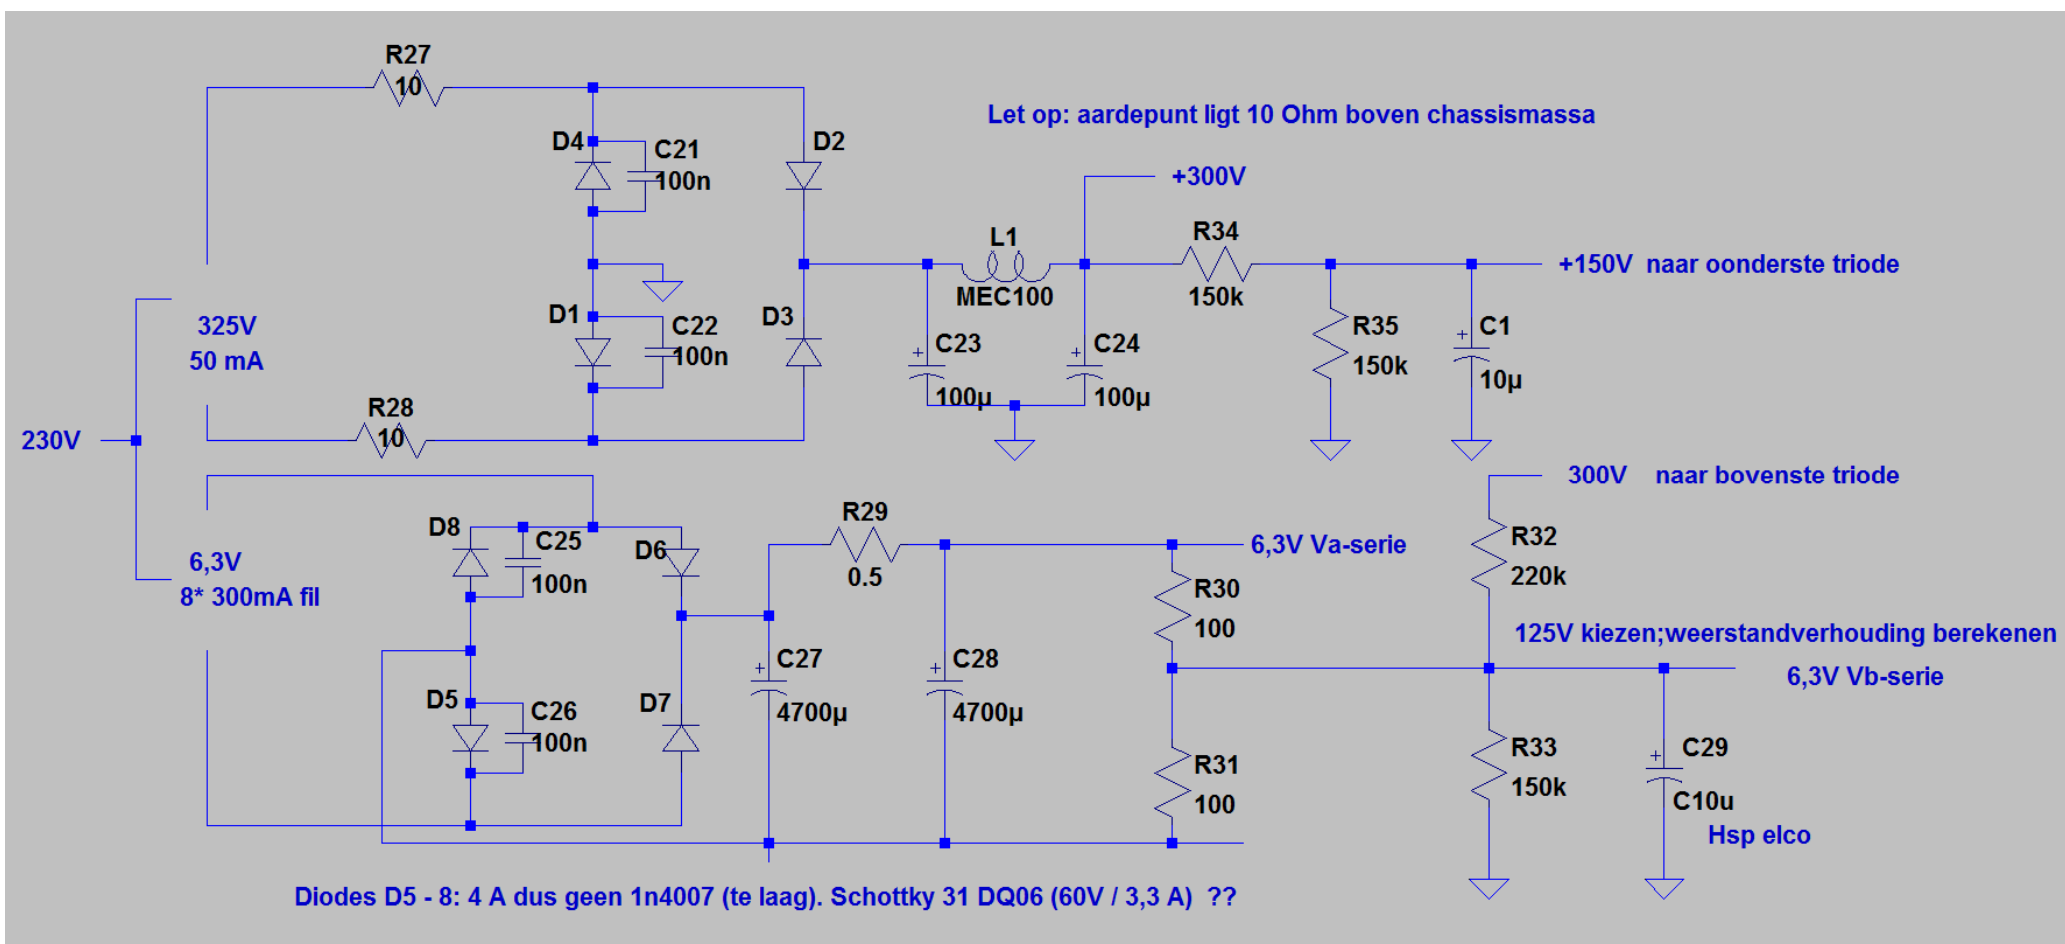 R27
10
Let op: aardepunt ligt 10 Ohm boven chassismassa
D4
C21
100n
D2
+300V
L1
MEC100
R34
150k
+150V naar oonderste triode
325V
50 mA
D1
C22
100n
D3
C23
100µ
C24
100µ
R35
150k
C1
10µ
R28
10
230V
300V naar bovenste triode
6,3V
8* 300mA fil
D8
C25
100n
D6
R29
0.5
6,3V Va-serie
R30
100
R32
220k
125V kiezen;weerstandverhouding berekenen
6,3V Vb-serie
D5
C26
100n
D7
C27
4700µ
C28
4700µ
R31
100
R33
150k
C29
C10u
Hsp elco
Diodes D5 - 8: 4 A dus geen 1n4007 (te laag). Schottky 31 DQ06 (60V / 3,3 A) ??